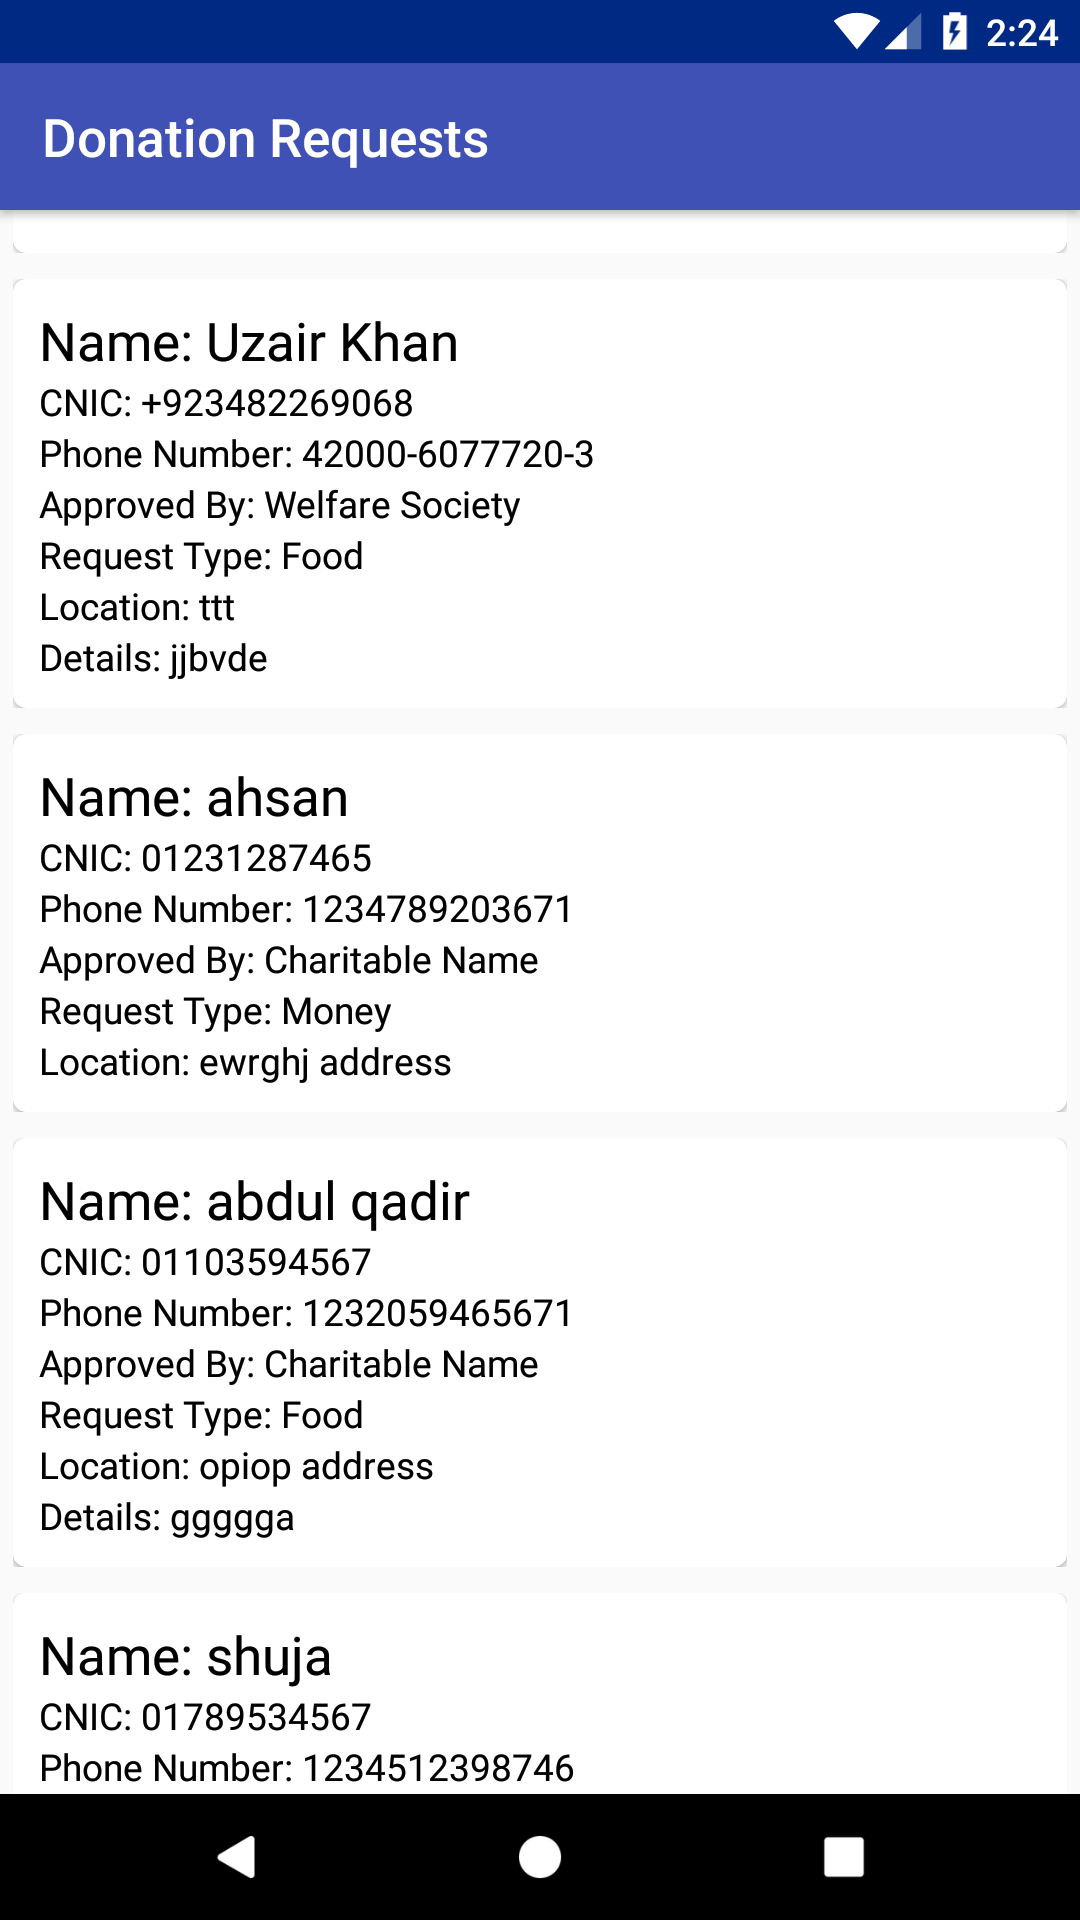 2:24
Donation Requests
Name: Uzair Khan
CNIC: +923482269068
Phone Number: 42000-6077720-3
Approved By: Welfare Society
Request Type: Food
Location: ttt
Details: jjbvde
Name: ahsan
CNIC: 01231287465
Phone Number: 1234789203671
Approved By: Charitable Name
Request Type: Money
Location: ewrghj address
Name: abdul qadir
CNIC: 01103594567
Phone Number: 1232059465671
Approved By: Charitable Name
Request Type: Food
Location: opiop address
Details: ggggga
Name: shuja
CNIC: 01789534567
Phone Number: 1234512398746